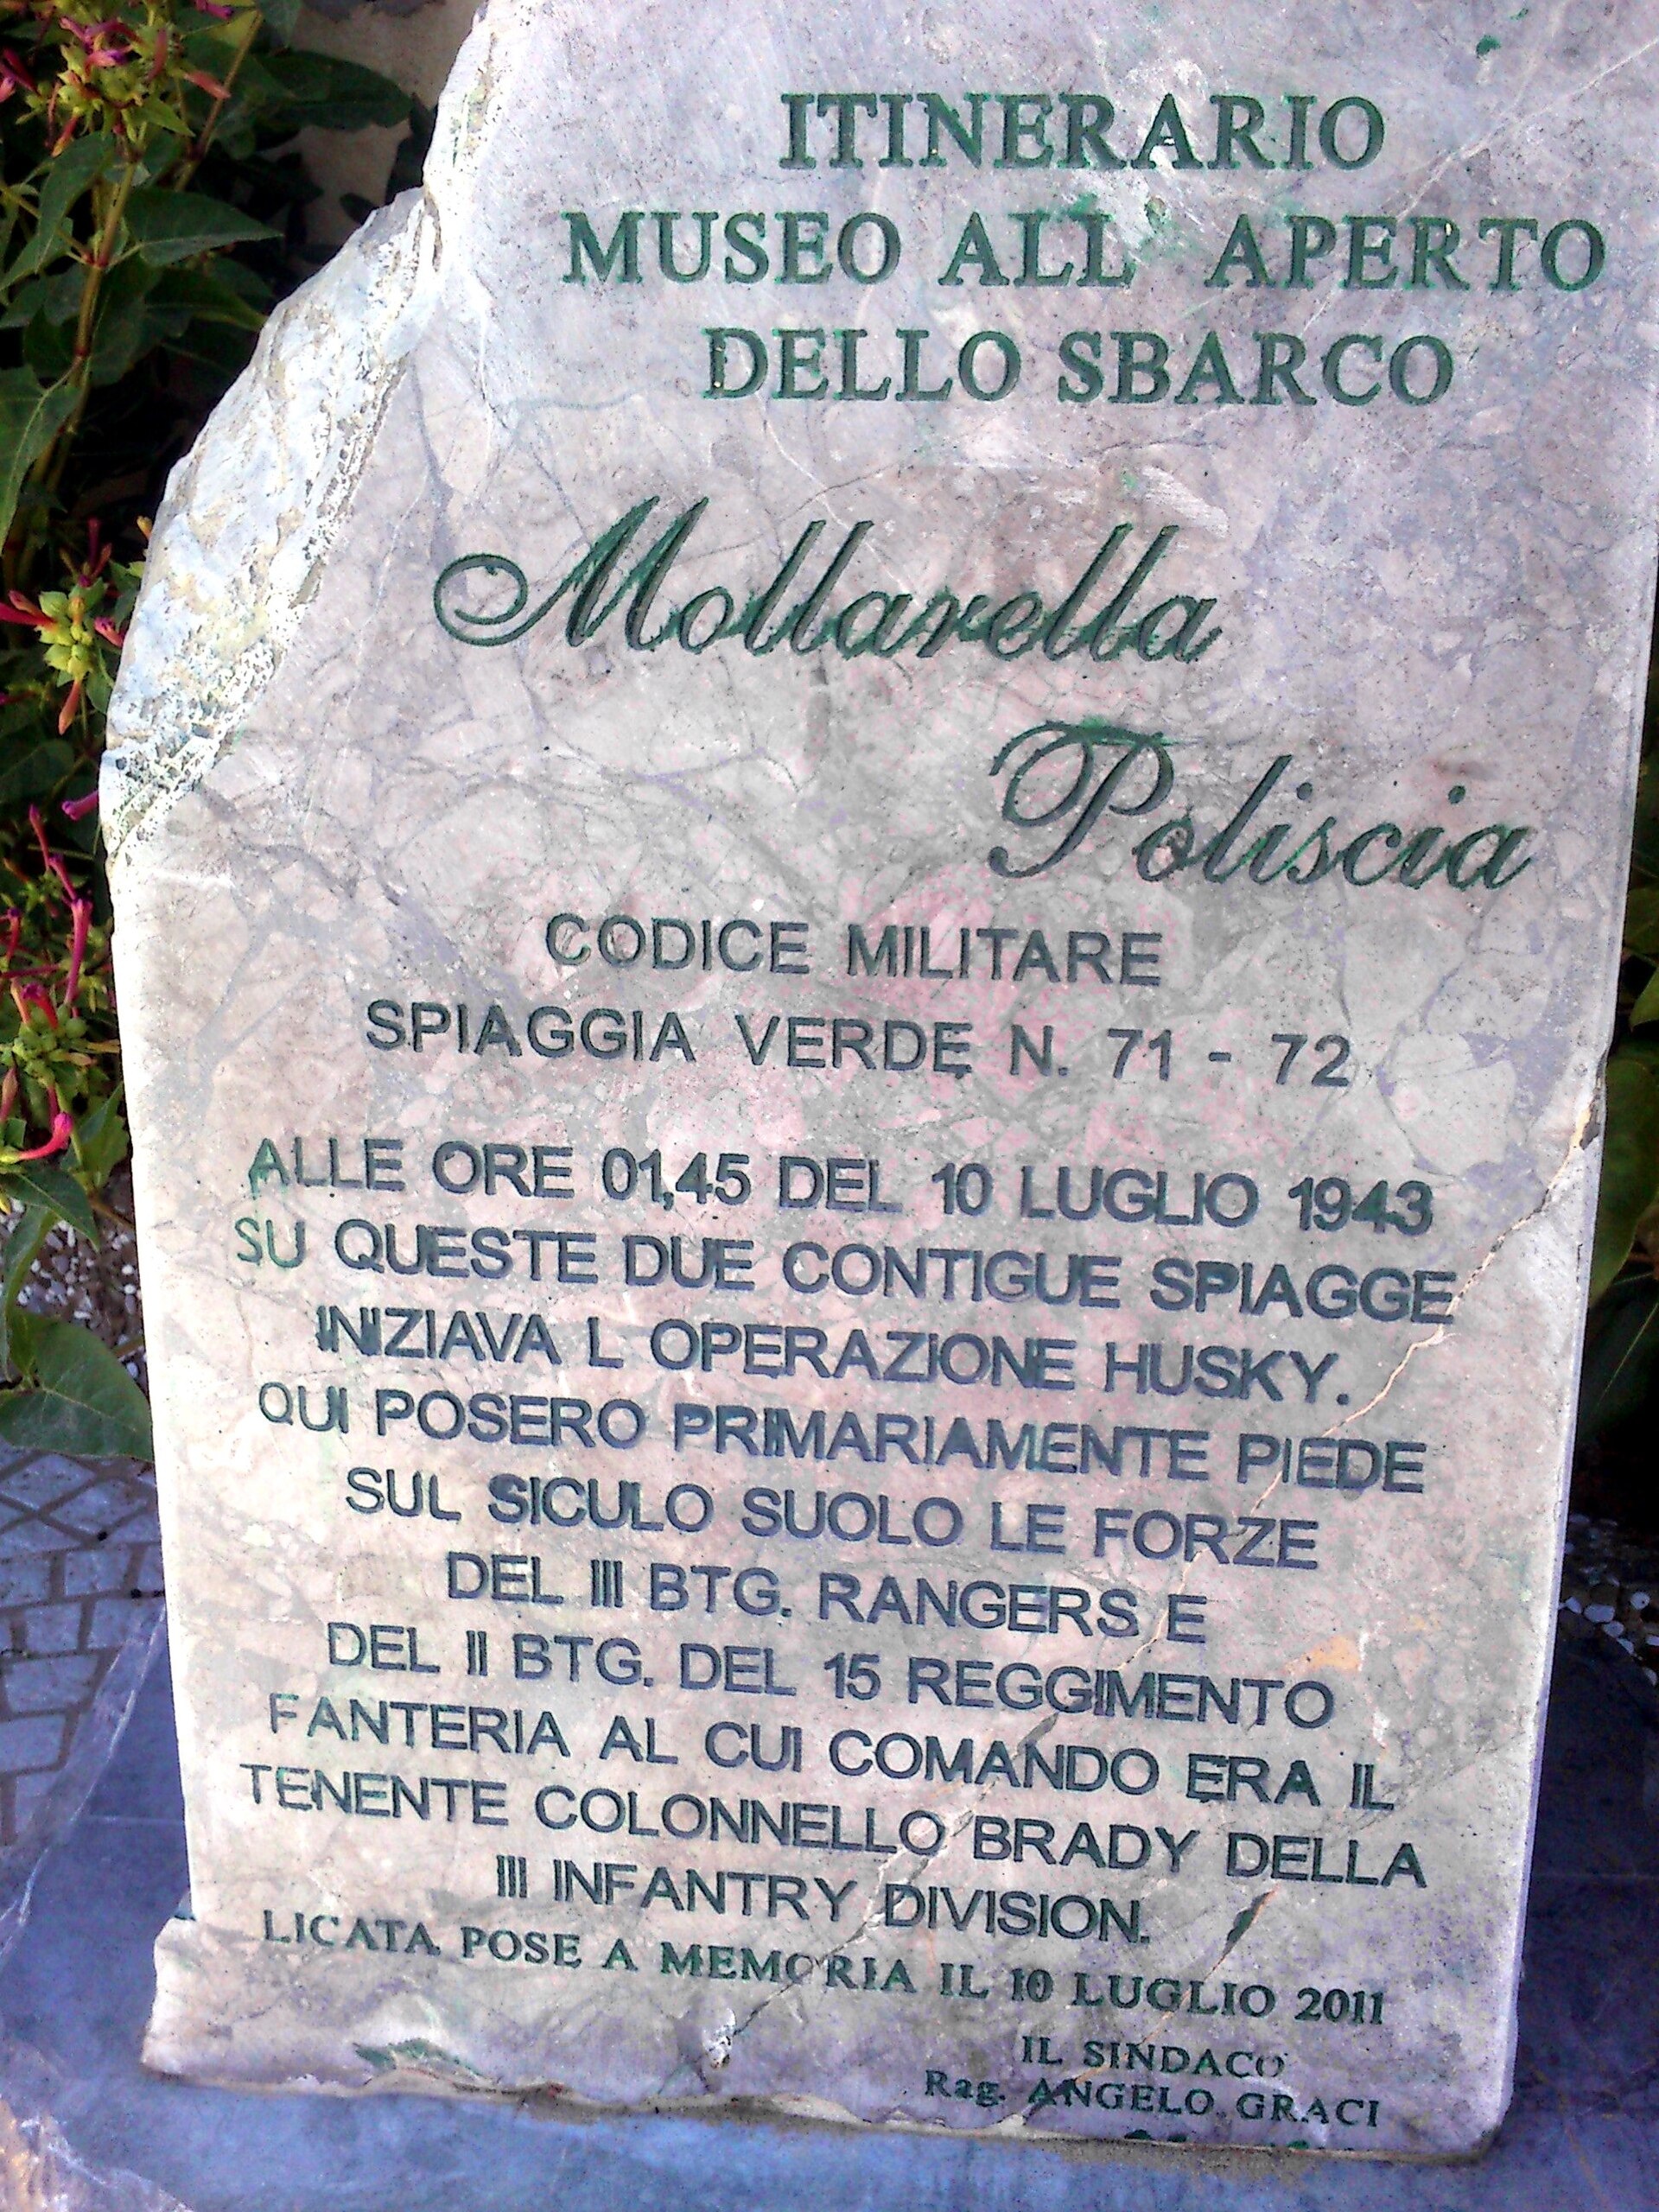 ITINERARIO
MUSEO ALL' APERTO
DELLO SBARCO
Mollarella
Poliscia
CODICE MILITARE
SPIAGGIA VERDE N. 71 - 72
ALLE ORE 01,45 DEL 10 LUGLIO 1943
SU QUESTE DUE CONTIGUE SPIAGGE
INIZIAVA L OPERAZIONE HUSKY.
QUI POSERO PRIMARIAMENTE PIEDE
SUL SICULO SUOLO LE FORZE
DEL III BTG. RANGERS E
DEL II BTG. DEL 15 REGGIMENTO
FANTERIA AL CUI COMANDO ERA IL
TENENTE COLONNELLO BRADY DELLA
III INFANTRY DIVISION.
LICATA POSE A MEMORIA IL 10 LUGLIO 2011
IL SINDACO
Rag. ANGELO GRACI